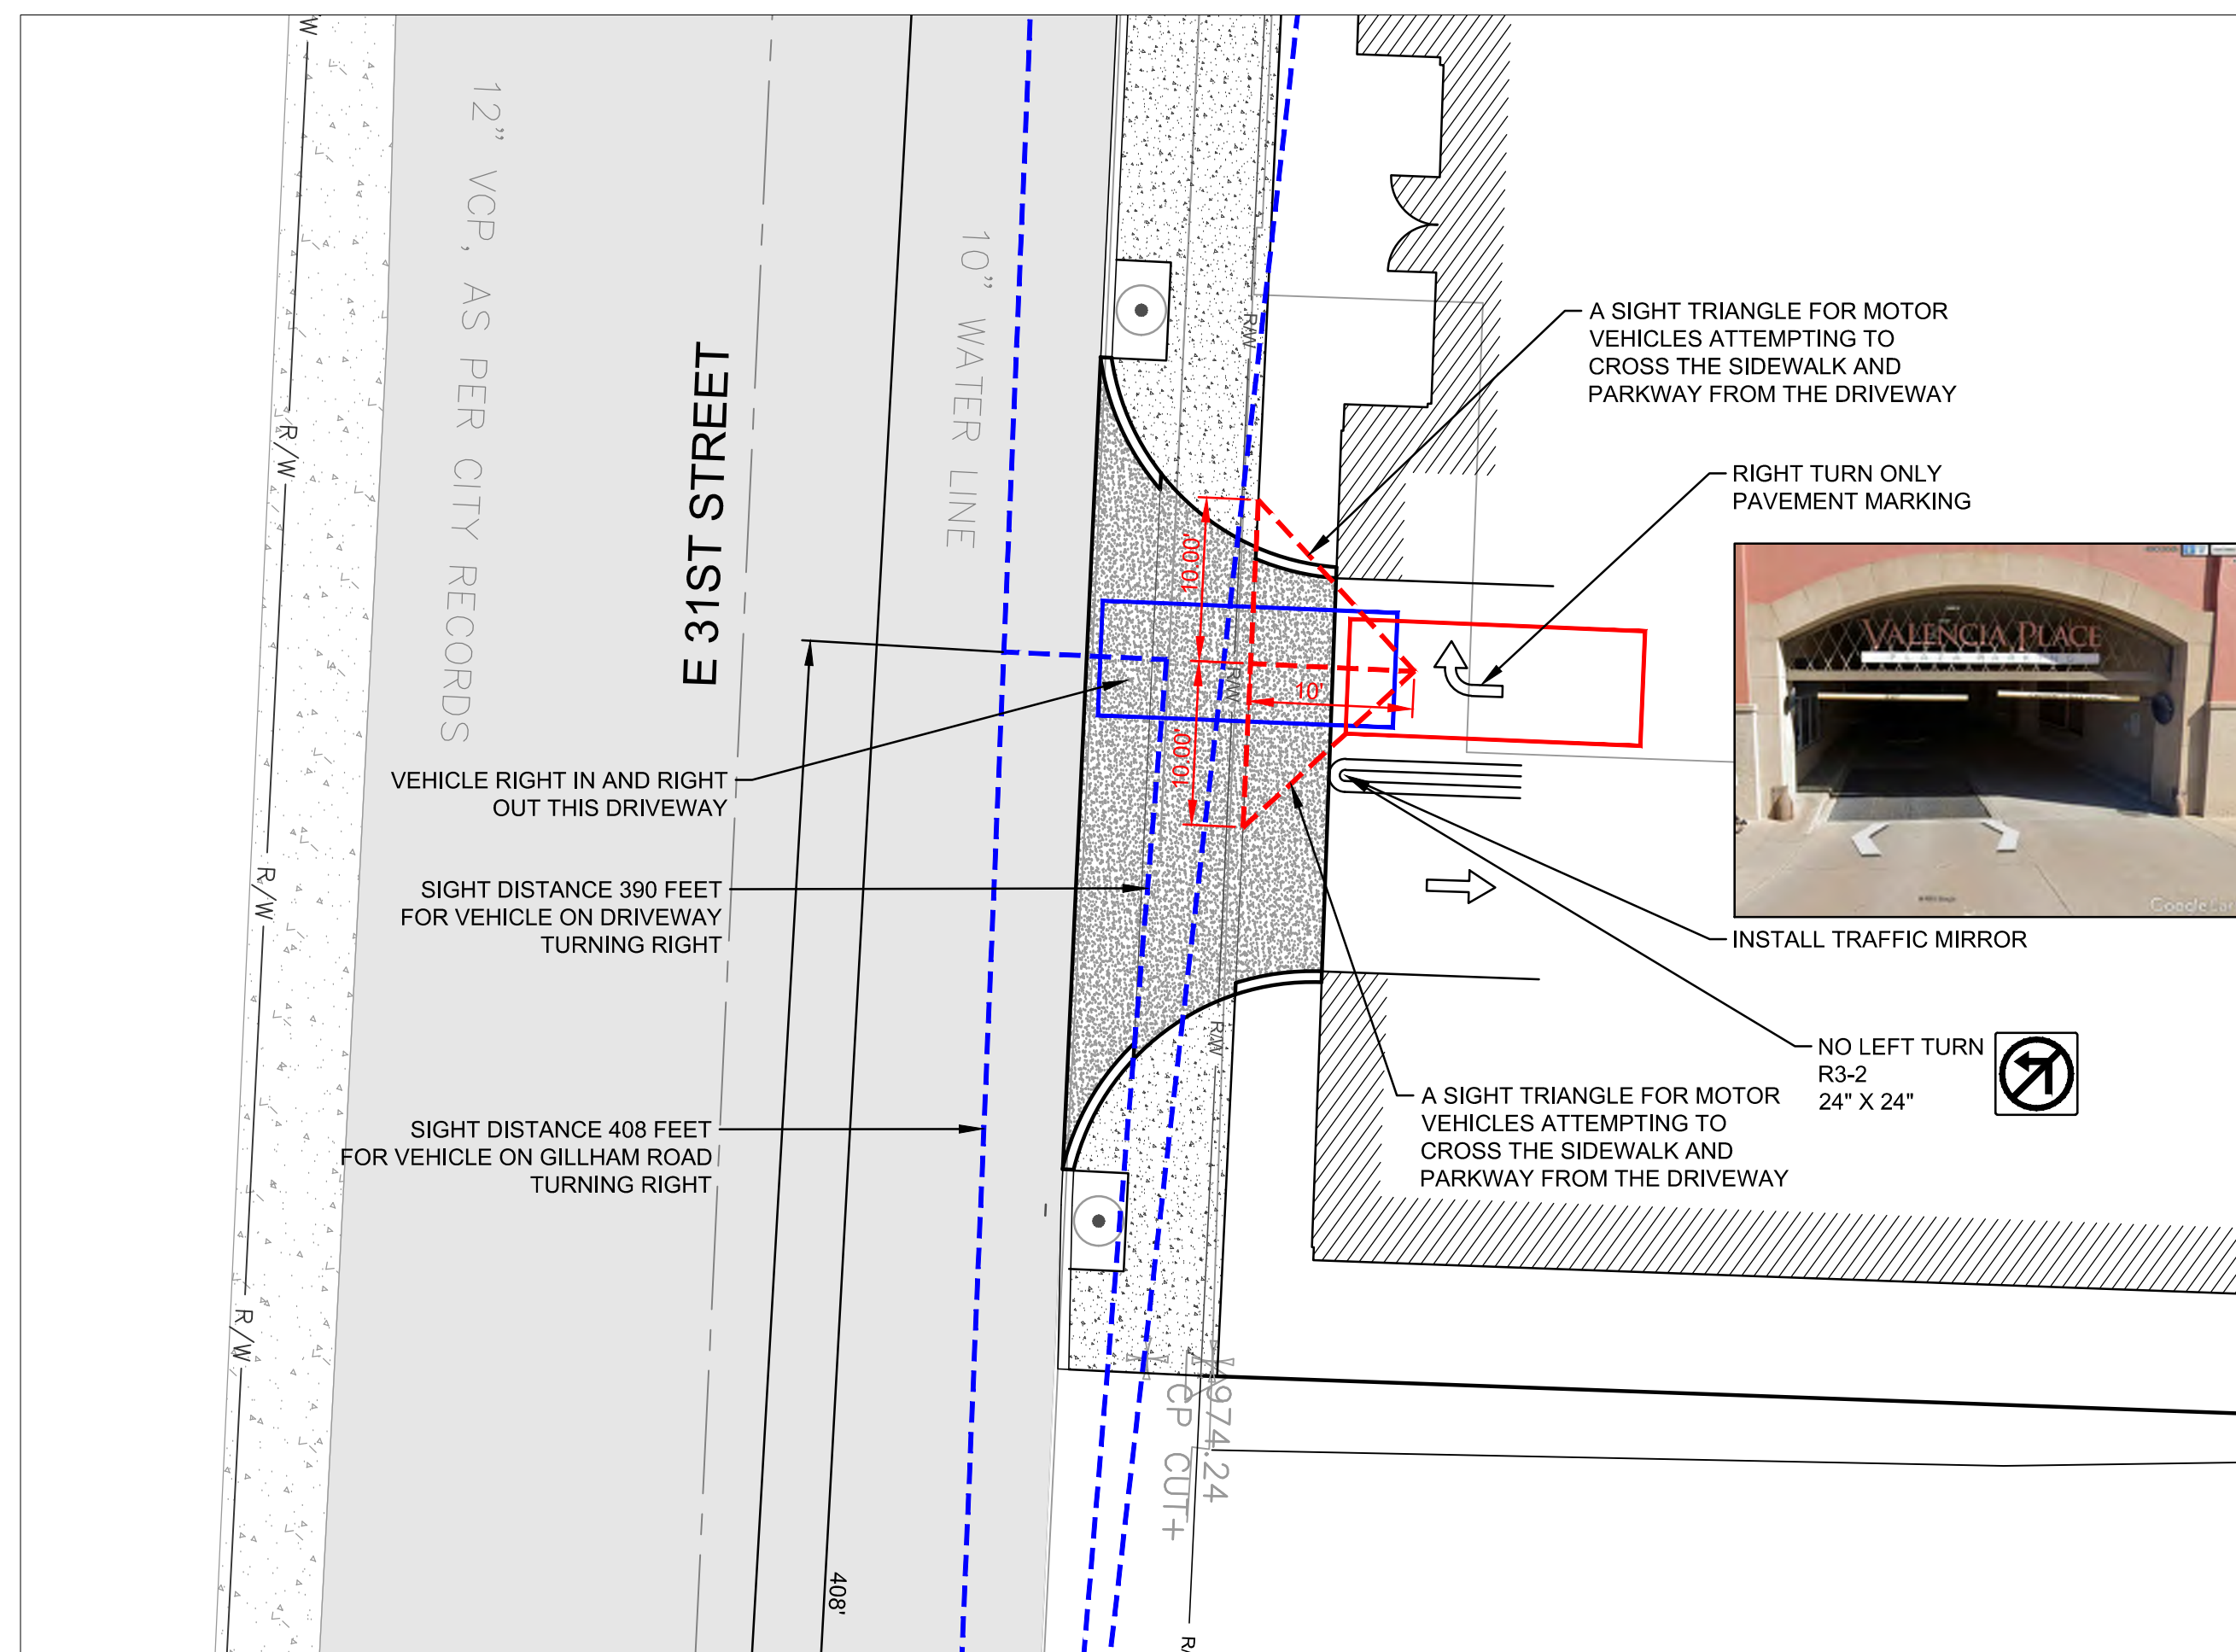 12" VCP, AS PER CITY RECORDS
E 31ST STREET
10" WATER LINE
A SIGHT TRIANGLE FOR MOTOR
VEHICLES ATTEMPTING TO
CROSS THE SIDEWALK AND
PARKWAY FROM THE DRIVEWAY
RIGHT TURN ONLY
PAVEMENT MARKING
VALENCIA PLACE
INSTALL TRAFFIC MIRROR
NO LEFT TURN
R3-2
24" X 24"
A SIGHT TRIANGLE FOR MOTOR
VEHICLES ATTEMPTING TO
CROSS THE SIDEWALK AND
PARKWAY FROM THE DRIVEWAY
VEHICLE RIGHT IN AND RIGHT
OUT THIS DRIVEWAY
SIGHT DISTANCE 390 FEET
FOR VEHICLE ON DRIVEWAY
TURNING RIGHT
SIGHT DISTANCE 408 FEET
FOR VEHICLE ON GILLHAM ROAD
TURNING RIGHT
10.00'
10.00'
10'
408'
R/W
R/W
R/W
R/W
R/W
R/W
974.24
CP CUT+